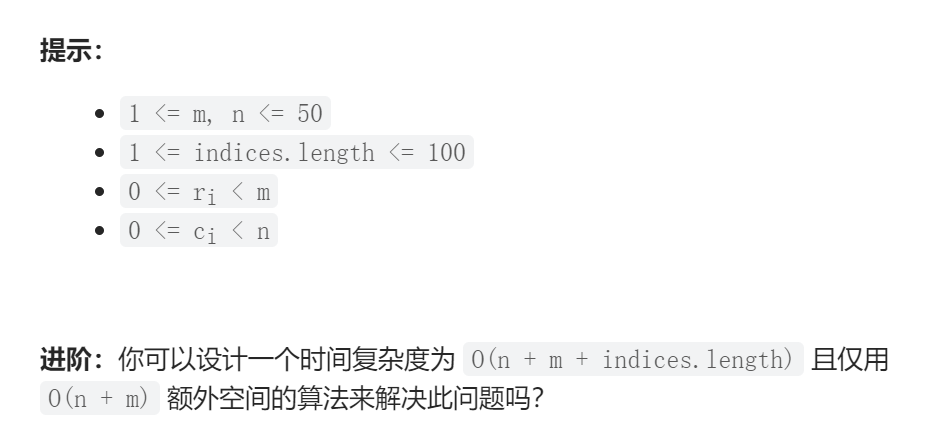 提示：
1 <= m, n <= 50
1 <= indices.length <= 100
0 <= ri < m
0 <= ci < n
进阶：你可以设计一个时间复杂度为 O(n + m + indices.length) 且仅用
O(n + m) 额外空间的算法来解决此问题吗？